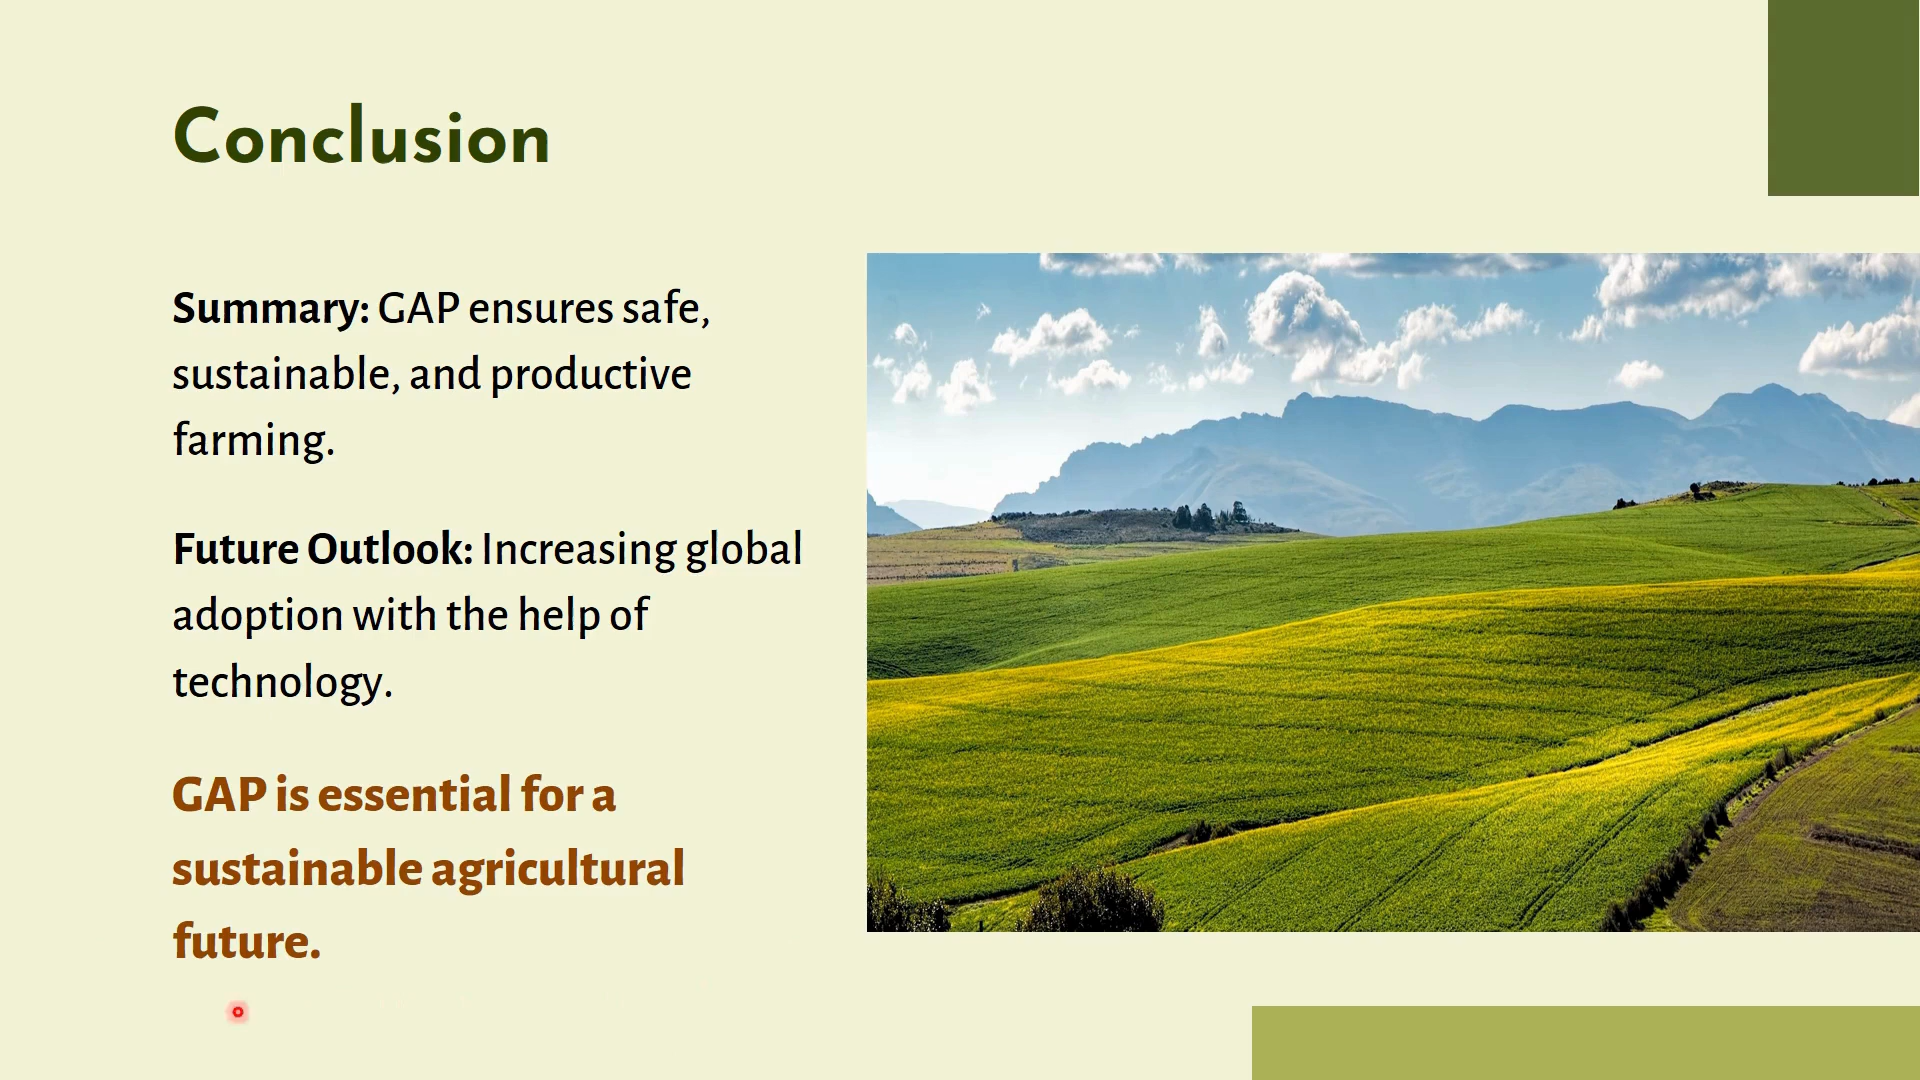 Conclusion
Summary: GAP ensures safe,
sustainable, and productive
farming.
Future Outlook: Increasing global
adoption with the help of
technology.
GAP is essential for a
sustainable agricultural
future.